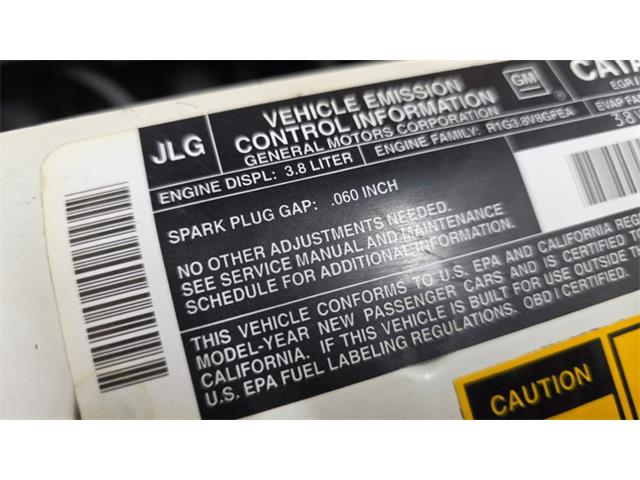 JLG
VEHICLE EMISSION
CONTROL INFORMATION
GENERAL MOTORS CORPORATION
GM
®
ENGINE DISPL: 3.8 LITER
ENGINE FAMILY: R1G3.8V8GFEA
EVAP
3.8
SPARK PLUG GAP: .060 INCH
NO OTHER ADJUSTMENTS NEEDED.
SEE SERVICE MANUAL AND MAINTENANCE
SCHEDULE FOR ADDITIONAL INFORMATION.
THIS VEHICLE CONFORMS TO U.S. EPA AND CALIFORNIA
MODEL-YEAR NEW PASSENGER CARS AND IS CERTIFIED
CALIFORNIA. IF THIS VEHICLE IS BUILT FOR USE OUTSIDE
U.S. EPA FUEL LABELING REGULATIONS. OBD I CERTIFIED.
CAUTION